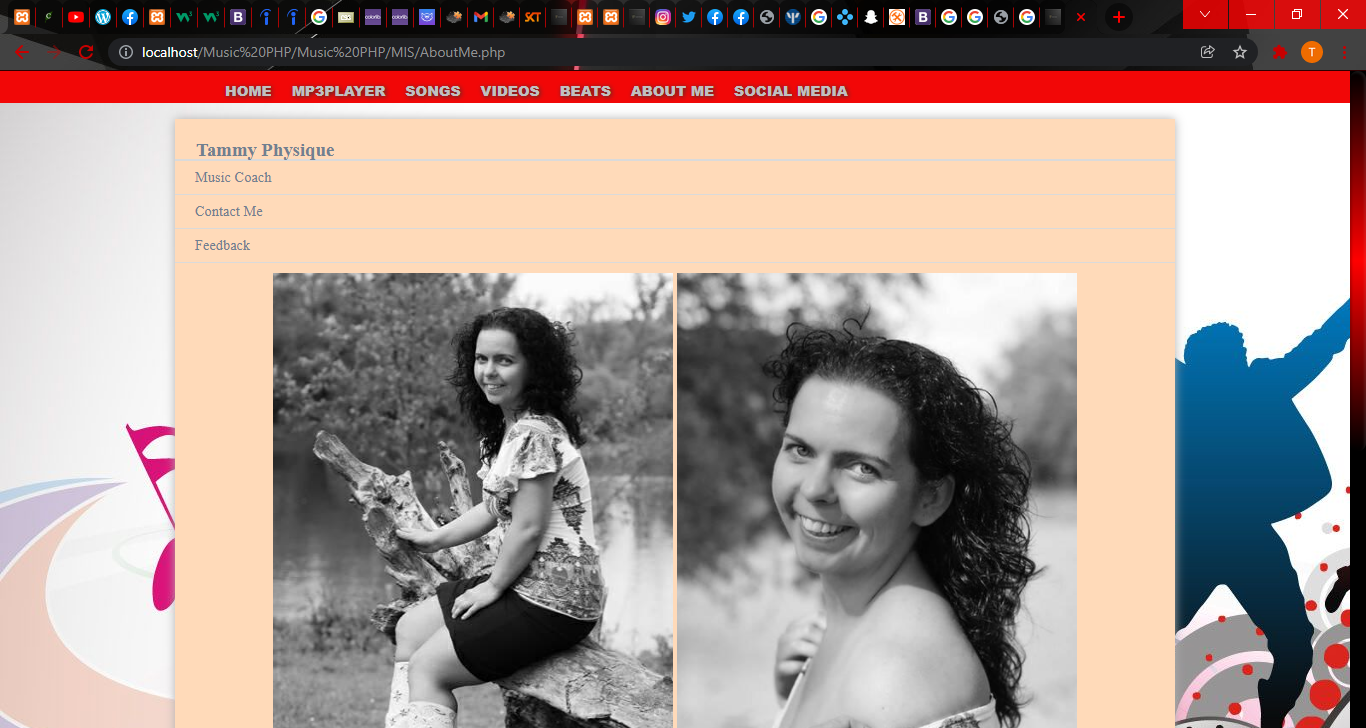 localhost/Music%20PHP/Music%20PHP/MIS/AboutMe.php
T
HOME MP3PLAYER SONGS VIDEOS BEATS ABOUT ME SOCIAL MEDIA
Tammy Physique
Music Coach
Contact Me
Feedback